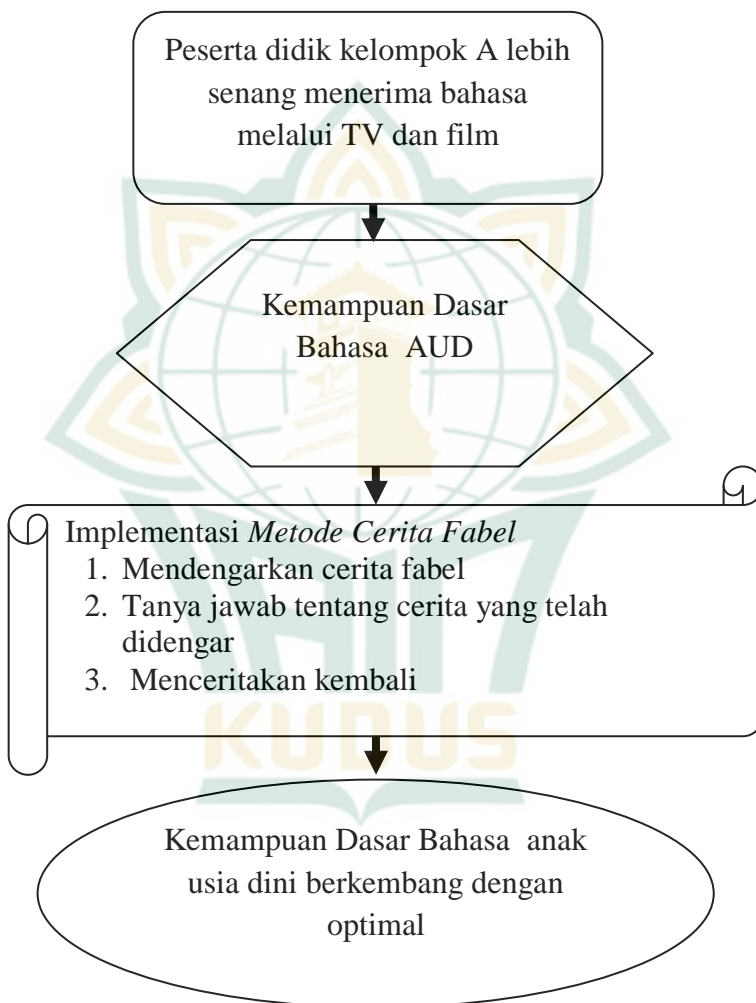 Peserta didik kelompok A lebih
senang menerima bahasa
melalui TV dan film
Kemampuan Dasar
Bahasa AUD
Implementasi Metode Cerita Fabel
1. Mendengarkan cerita fabel
2. Tanya jawab tentang cerita yang telah
didengar
3. Menceritakan kembali
KUDUS
Kemampuan Dasar Bahasa anak
usia dini berkembang dengan
optimal